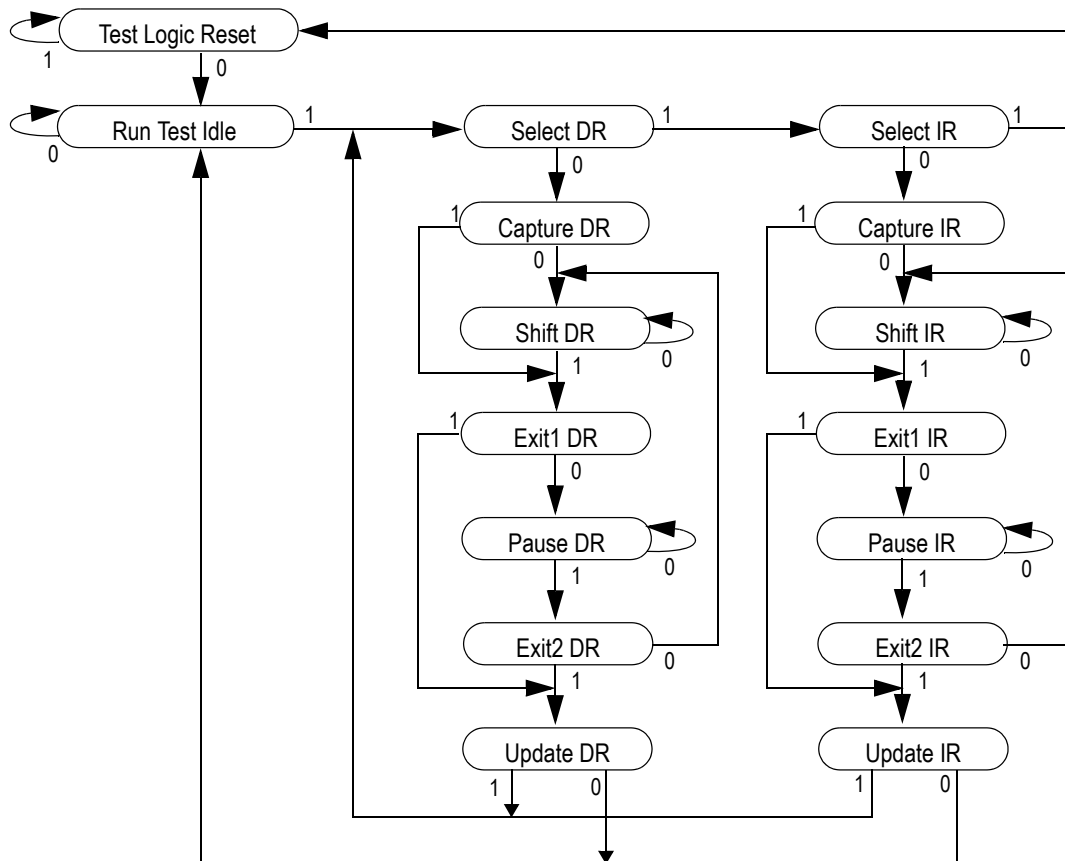 Test Logic Reset
1
0
Run Test Idle
0
1
Select DR
1
0
Select IR
1
0
1
Capture DR
0
1
Capture IR
0
Shift DR
0
1
Shift IR
0
1
1
Exit1 DR
0
1
Exit1 IR
0
Pause DR
0
1
Pause IR
0
1
Exit2 DR
0
1
Exit2 IR
0
1
Update DR
1
0
Update IR
1
0